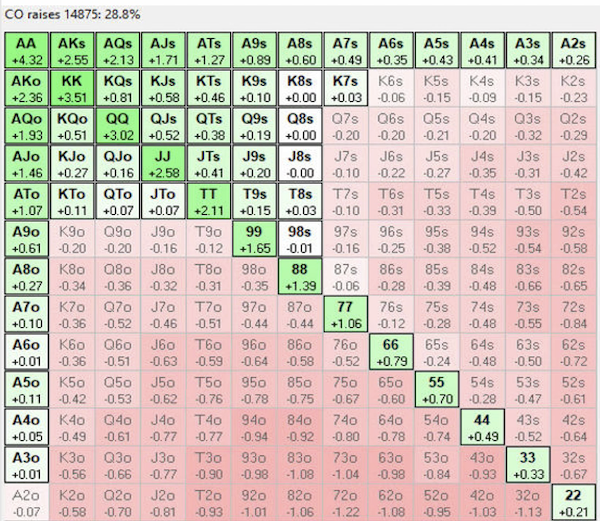 CO raises 14875: 28.8%
AA AKs AQs AJs ATs A9s A8s A7s A6s A5s A4s A3s A2s
+4.32 +2.55 +2.13 +1.71 +1.27 +0.89 +0.60 +0.49 +0.35 +0.43 +0.41 +0.34 +0.26
AKo KK KQs KJs KTs K9s K8s K7s K6s K5s K4s K3s K2s
+2.36 +3.51 +0.81 +0.58 +0.46 +0.10 +0.00 +0.03 -0.06 -0.15 -0.09 -0.15 -0.23
AQo KQo QQ QJs QTs Q9s Q8s Q7s Q6s Q5s Q4s Q3s Q2s
+1.93 +0.51 +3.02 +0.52 +0.38 +0.19 +0.00 -0.20 -0.20 -0.21 -0.20 -0.32 -0.29
AJo KJo QJo JJ JTs J9s J8s J7s J6s J5s J4s J3s J2s
+1.46 +0.27 +0.16 +2.58 +0.41 +0.20 -0.00 -0.10 -0.22 -0.27 -0.35 -0.31 -0.42
ATo KTo QTo JTo TT T9s T8s T7s T6s T5s T4s T3s T2s
+1.07 +0.11 +0.07 +0.07 +2.11 +0.15 +0.03 -0.10 -0.31 -0.33 -0.39 -0.50 -0.54
A9o K9o Q9o J9o T9o 99 98s 97s 96s 95s 94s 93s 92s
+0.61 -0.20 -0.20 -0.16 -0.12 +1.65 -0.01 -0.16 -0.25 -0.38 -0.52 -0.54 -0.58
A8o K8o Q8o J8o T8o 98o 88 87s 86s 85s 84s 83s 82s
+0.27 -0.34 -0.36 -0.32 -0.31 -0.35 +1.39 -0.06 -0.28 -0.39 -0.48 -0.66 -0.65
A7o K7o Q7o J7o T7o 97o 87o 77 76s 75s 74s 73s 72s
+0.10 -0.36 -0.52 -0.46 -0.51 -0.44 -0.44 +1.06 -0.12 -0.28 -0.48 -0.55 -0.84
A6o K6o Q6o J6o T6o 96o 86o 76o 66 65s 64s 63s 62s
+0.01 -0.36 -0.51 -0.63 -0.59 -0.64 -0.58 -0.52 +0.79 -0.24 -0.48 -0.50 -0.72
A5o K5o Q5o J5o T5o 95o 85o 75o 65o 55 54s 53s 52s
+0.11 -0.42 -0.53 -0.62 -0.76 -0.78 -0.75 -0.67 -0.60 +0.70 -0.28 -0.47 -0.61
A4o K4o Q4o J4o T4o 94o 84o 74o 64o 54o 44 43s 42s
+0.05 -0.49 -0.61 -0.77 -0.77 -0.94 -0.92 -0.80 -0.78 -0.74 +0.49 -0.52 -0.64
A3o K3o Q3o J3o T3o 93o 83o 73o 63o 53o 43o 33 32s
+0.01 -0.56 -0.66 -0.77 -0.90 -0.98 -1.08 -1.04 -0.98 -0.84 -0.93 +0.33 -0.67
A2o K2o Q2o J2o T2o 92o 82o 72o 62o 52o 42o 32o 22
-0.07 -0.58 -0.70 -0.81 -0.93 -1.01 -1.06 -1.22 -1.08 -0.95 -1.03 -1.13 +0.21